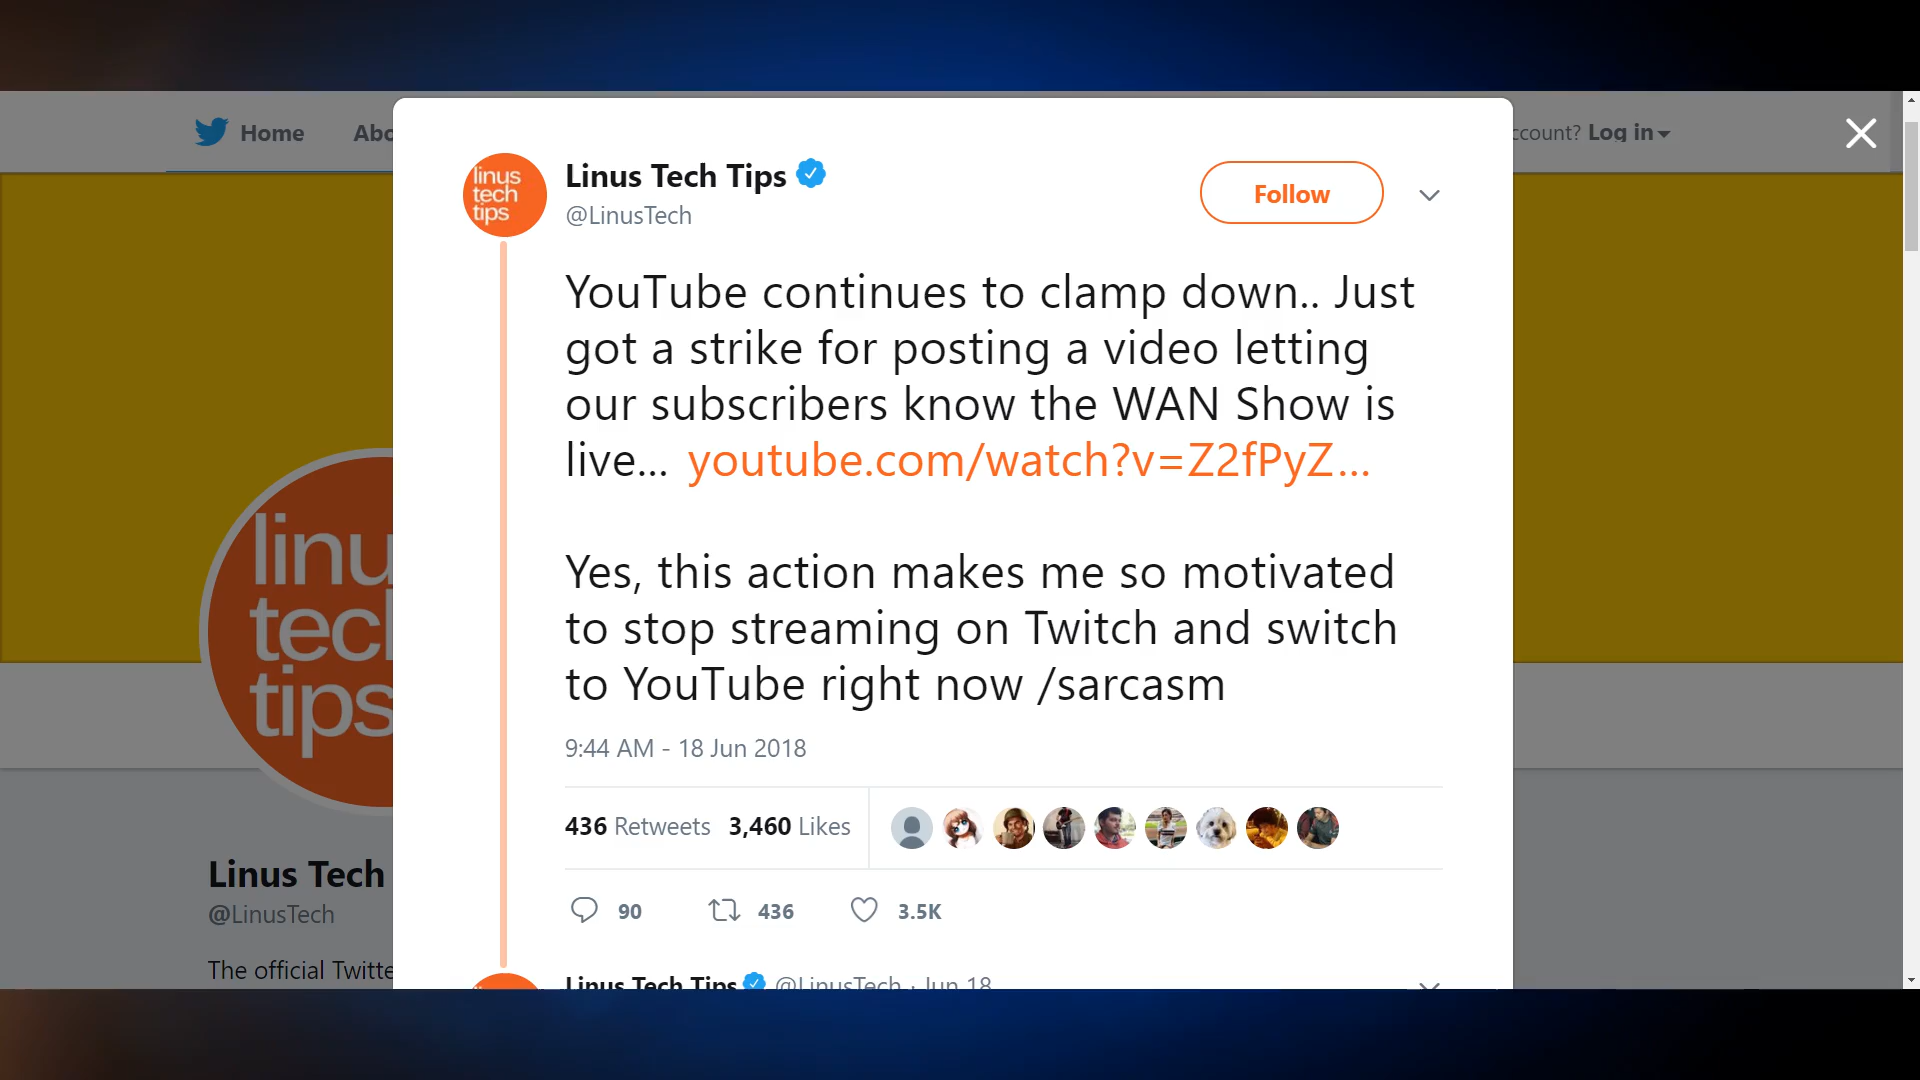 Home
Abo
ccount? Log in
linus
tech
tips
Linus Tech Tips
@LinusTech
Follow
YouTube continues to clamp down.. Just
got a strike for posting a video letting
our subscribers know the WAN Show is
live... youtube.com/watch?v=Z2fPyZ...
Yes, this action makes me so motivated
to stop streaming on Twitch and switch
to YouTube right now /sarcasm
9:44 AM - 18 Jun 2018
436 Retweets 3,460 Likes
90 436 3.5K
Linus Tech Tips @LinusTech · Jun 18
linu
tecl
tips
Linus Tech
@LinusTech
The official Twitte